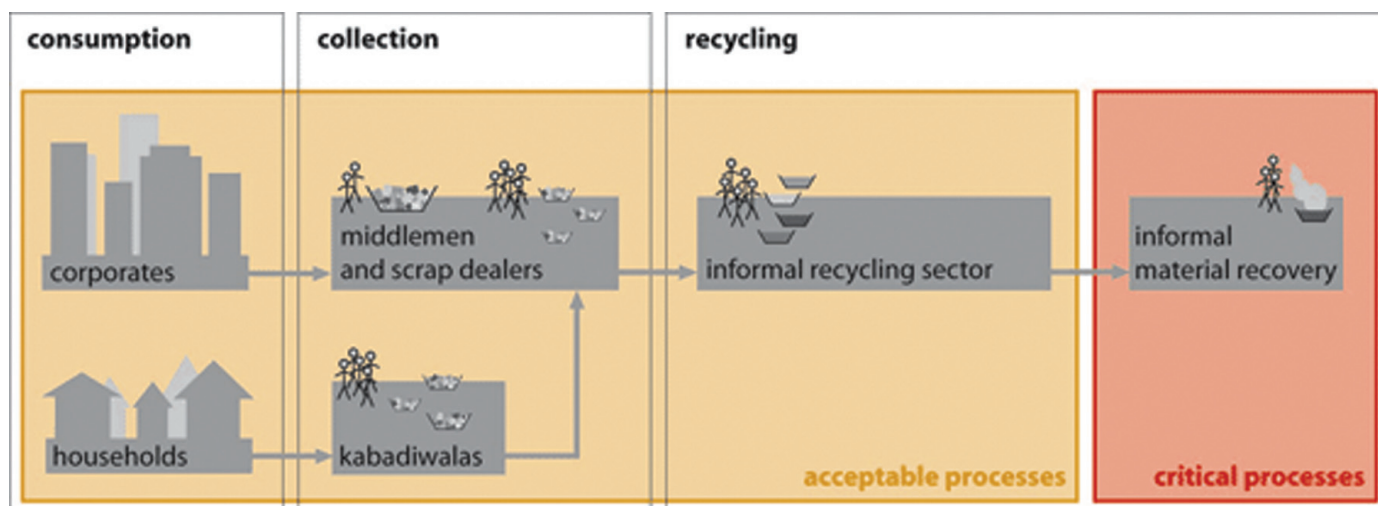 consumption
collection
recycling
corporates
middlemen
and scrap dealers
informal recycling sector
informal
material recovery
households
kabadiwalas
acceptable processes
critical processes